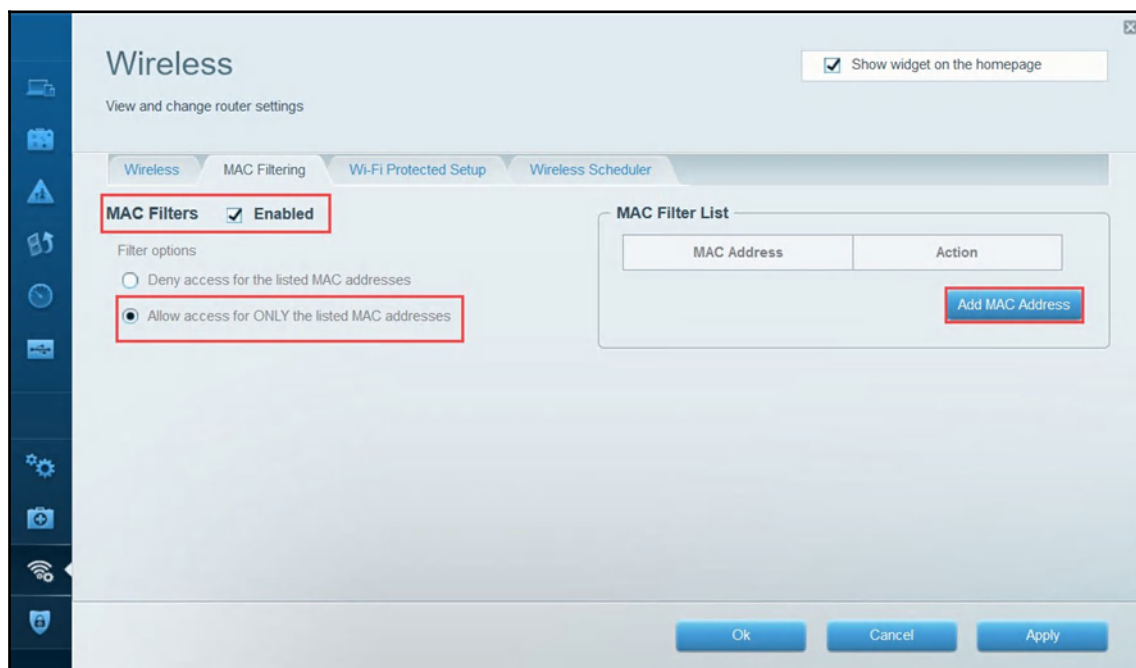 Wireless
Show widget on the homepage
View and change router settings
Wireless
MAC Filtering
Wi-Fi Protected Setup
Wireless Scheduler
MAC Filters Enabled
Filter options
Deny access for the listed MAC addresses
Allow access for ONLY the listed MAC addresses
MAC Filter List
MAC Address
Action
Add MAC Address
Ok
Cancel
Apply